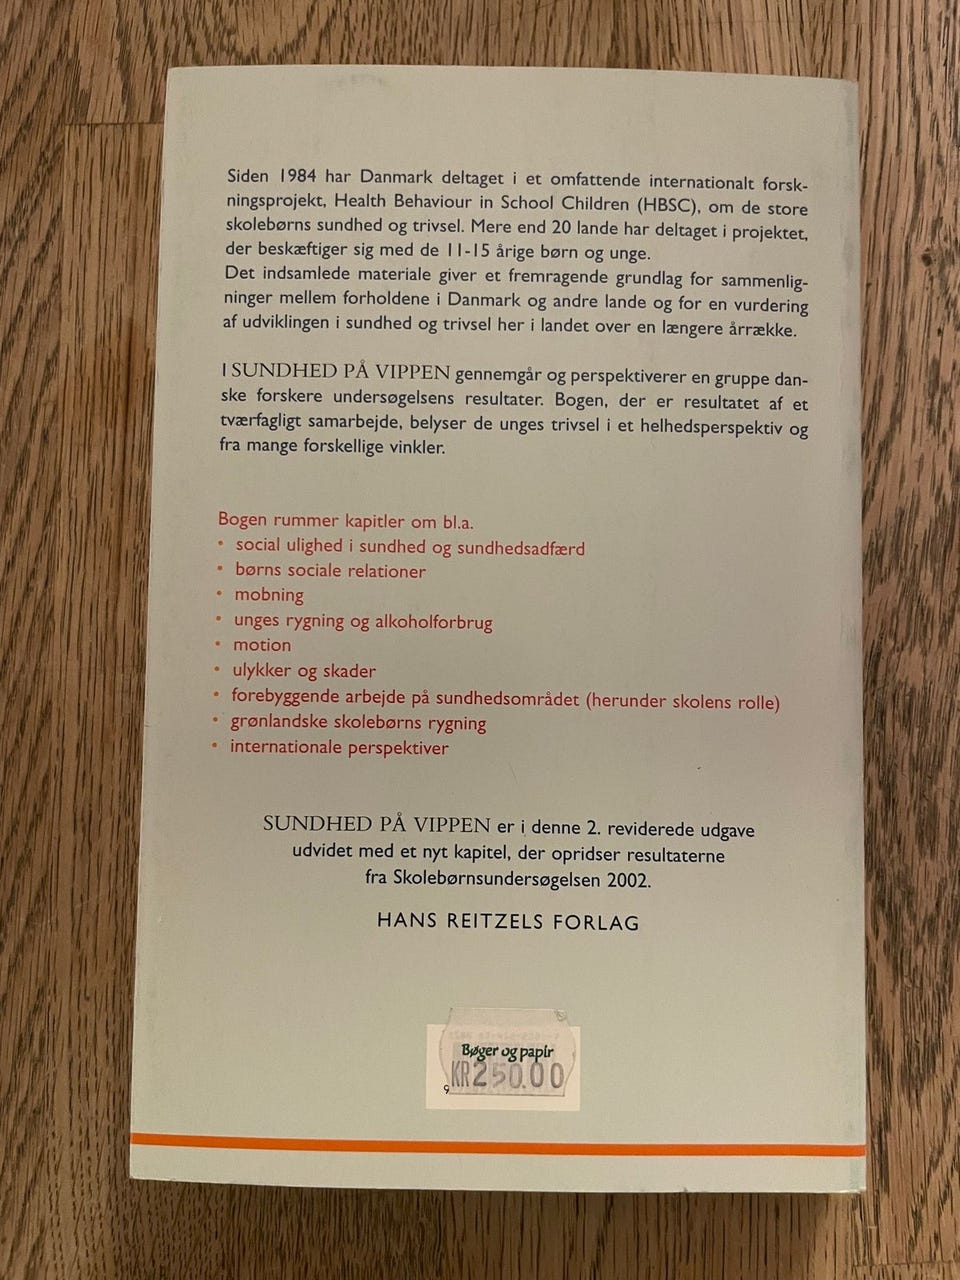 Siden 1984 har Danmark deltaget i et omfattende internationalt forsk-
ningsprojekt, Health Behaviour in School Children (HBSC), om de store
skolebørns sundhed og trivsel. Mere end 20 lande har deltaget i projektet,
der beskæftiger sig med de 11-15 årige børn og unge.
Det indsamlede materiale giver et fremragende grundlag for sammenlig-
ninger mellem forholdene i Danmark og andre lande og for en vurdering
af udviklingen i sundhed og trivsel her i landet over en længere årrække.
I SUNDHED PÅ VIPPEN gennemgår og perspektiverer en gruppe dan-
ske forskere undersøgelsens resultater. Bogen, der er resultatet af et
tværfagligt samarbejde, belyser de unges trivsel i et helhedsperspektiv og
fra mange forskellige vinkler.
Bogen rummer kapitler om bl.a.
• social ulighed i sundhed og sundhedsadfærd
• børns sociale relationer
• mobning
• unges rygning og alkoholforbrug
• motion
• ulykker og skader
• forebyggende arbejde på sundhedsområdet (herunder skolens rolle)
• grønlandske skolebørns rygning
• internationale perspektiver
SUNDHED PÅ VIPPEN er i denne 2. reviderede udgave
udvidet med et nyt kapitel, der opridser resultaterne
fra Skolebørnsundersøgelsen 2002.
HANS REITZELS FORLAG
Bøger og papir
KR250.00
9